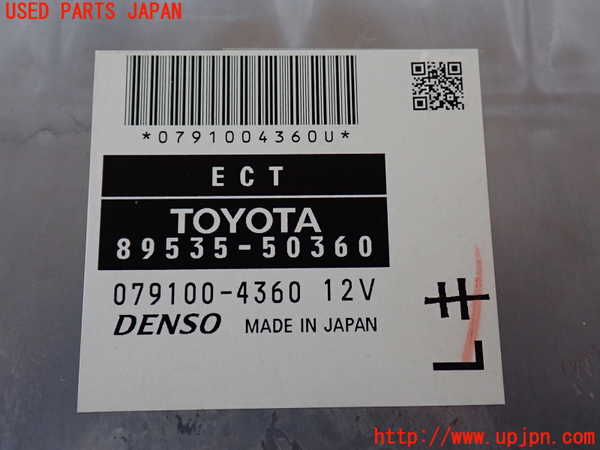 USED PARTS JAPAN
*0791004360U*
ECT
TOYOTA
89535-50360
079100-4360 12V
DENSO MADE IN JAPAN
http://www.upjpn.com/